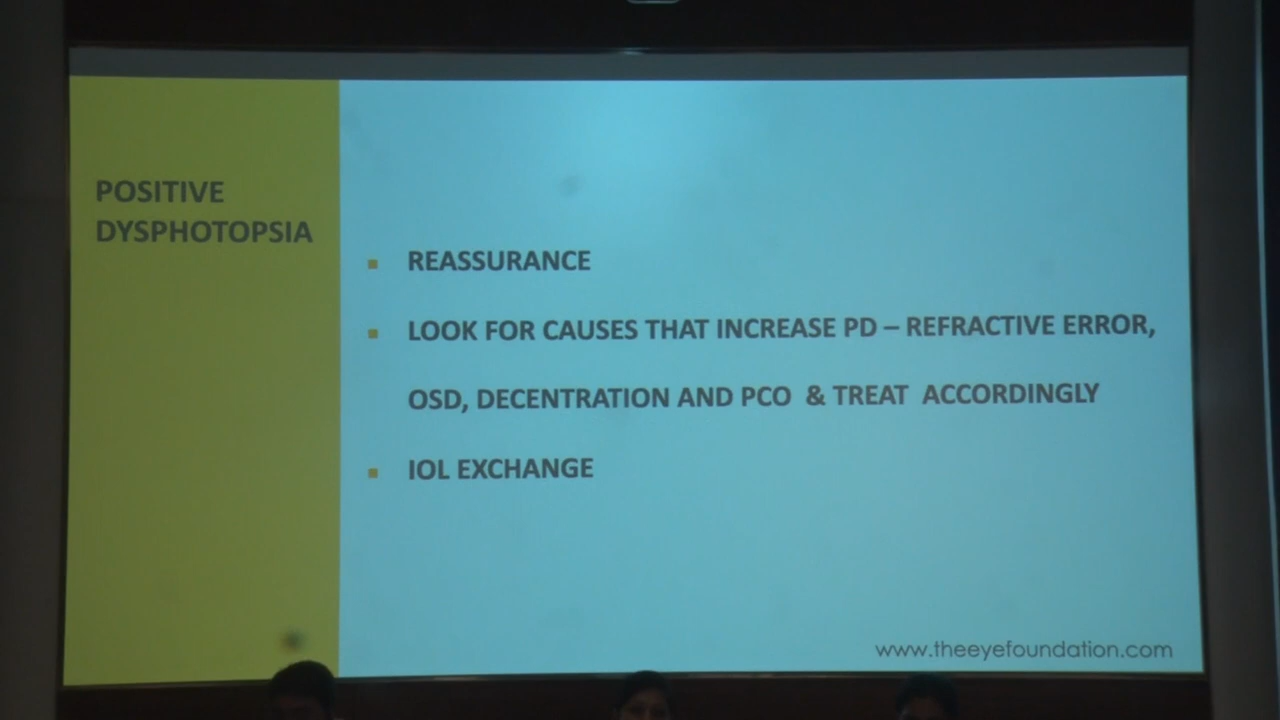 POSITIVE
DYSPHOTOPSIA
▪ REASSURANCE
▪ LOOK FOR CAUSES THAT INCREASE PD – REFRACTIVE ERROR,
OSD, DECENTRATION AND PCO & TREAT ACCORDINGLY
▪ IOL EXCHANGE
www.theeyefoundation.com